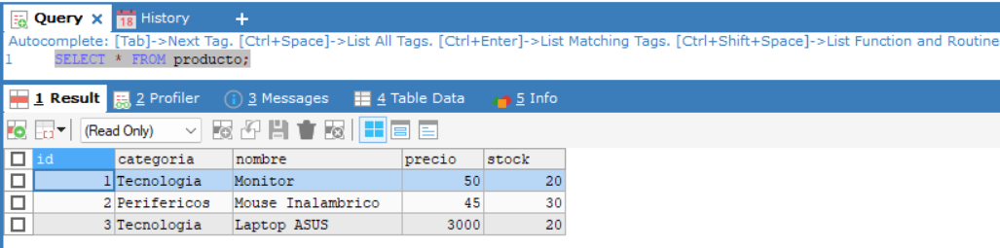 Query History +
Autocomplete: [Tab]->Next Tag. [Ctrl+Space]->List All Tags. [Ctrl+Enter]->List Matching Tags. [Ctrl+Shift+Space]->List Function and Routine
1 SELECT * FROM producto;
1 Result 2 Profiler 3 Messages 4 Table Data 5 Info
(Read Only)
id categoria nombre precio stock
1 Tecnologia Monitor 50 20
2 Perifericos Mouse Inalambrico 45 30
3 Tecnologia Laptop ASUS 3000 20